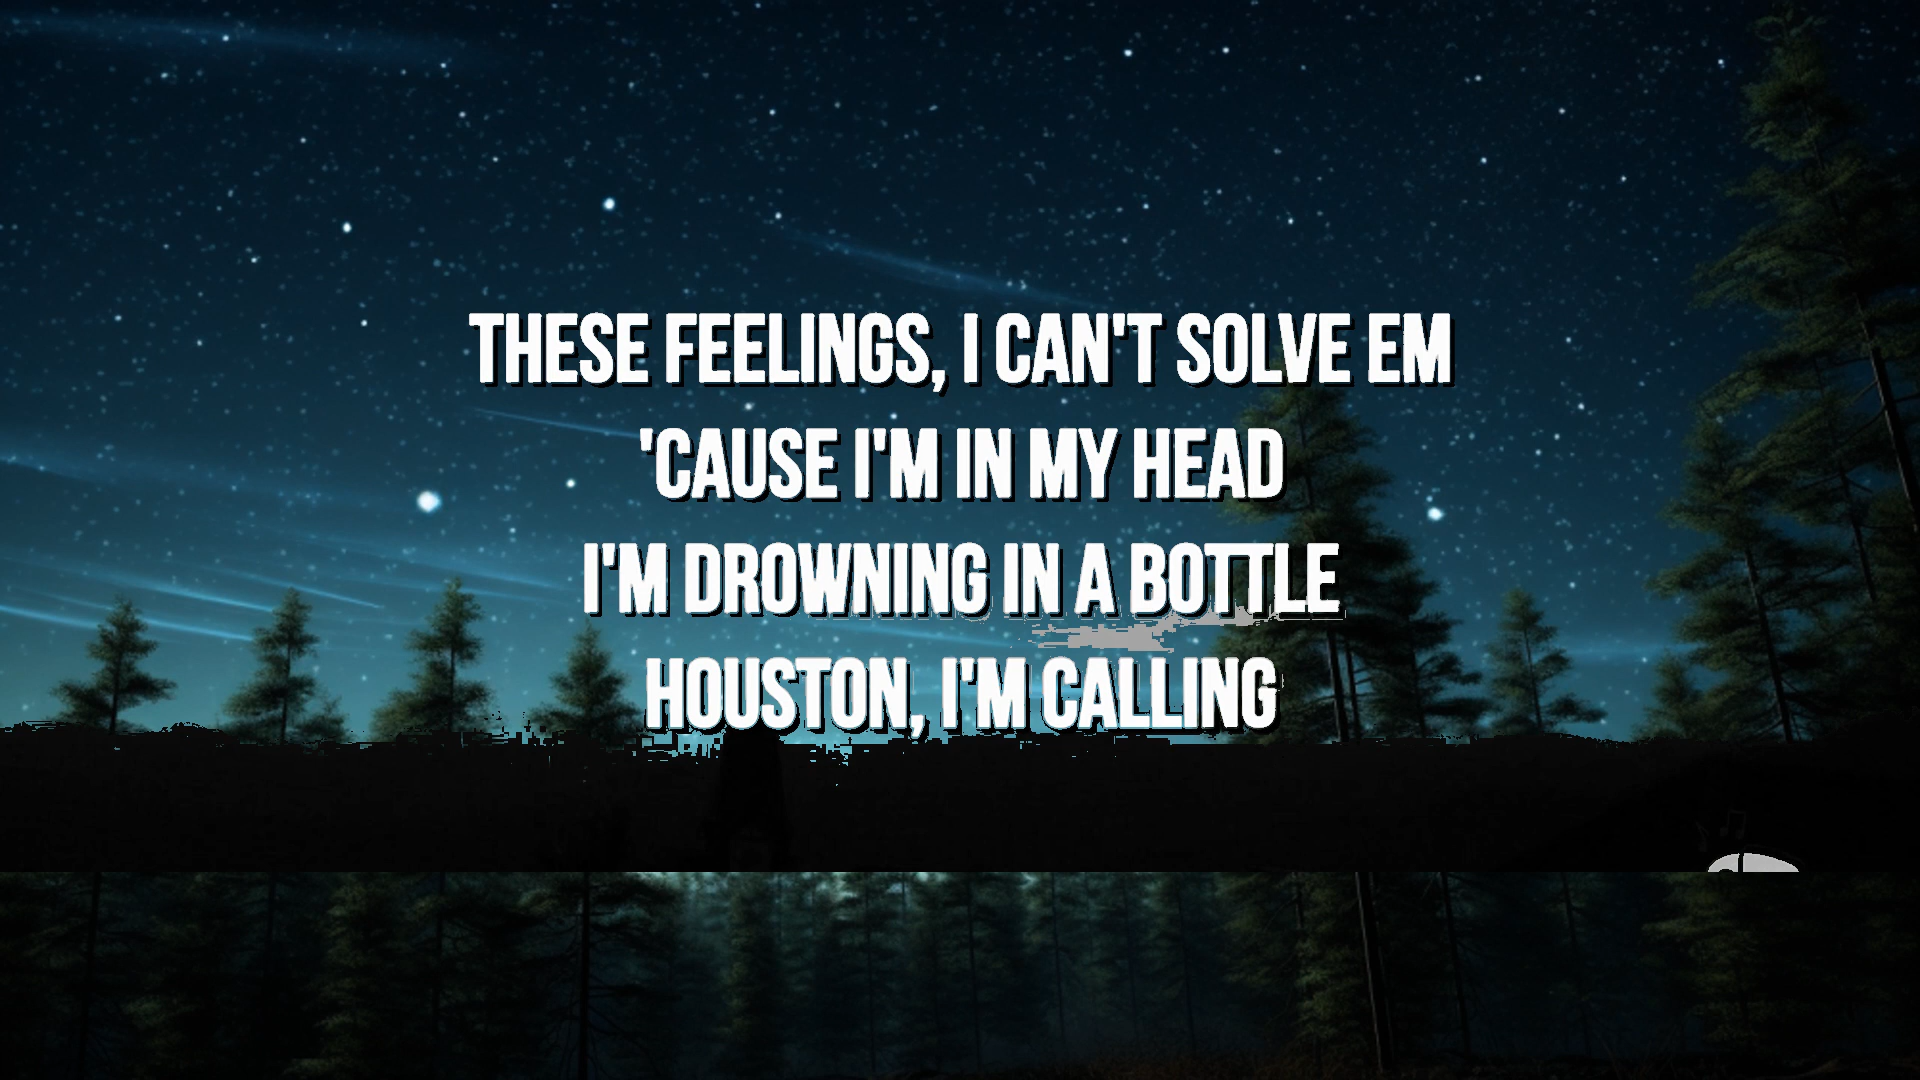 THESE FEELINGS, I CAN'T SOLVE EM
'CAUSE I'M IN MY HEAD
I'M DROWNING IN A BOTTLE
HOUSTON, I'M CALLING